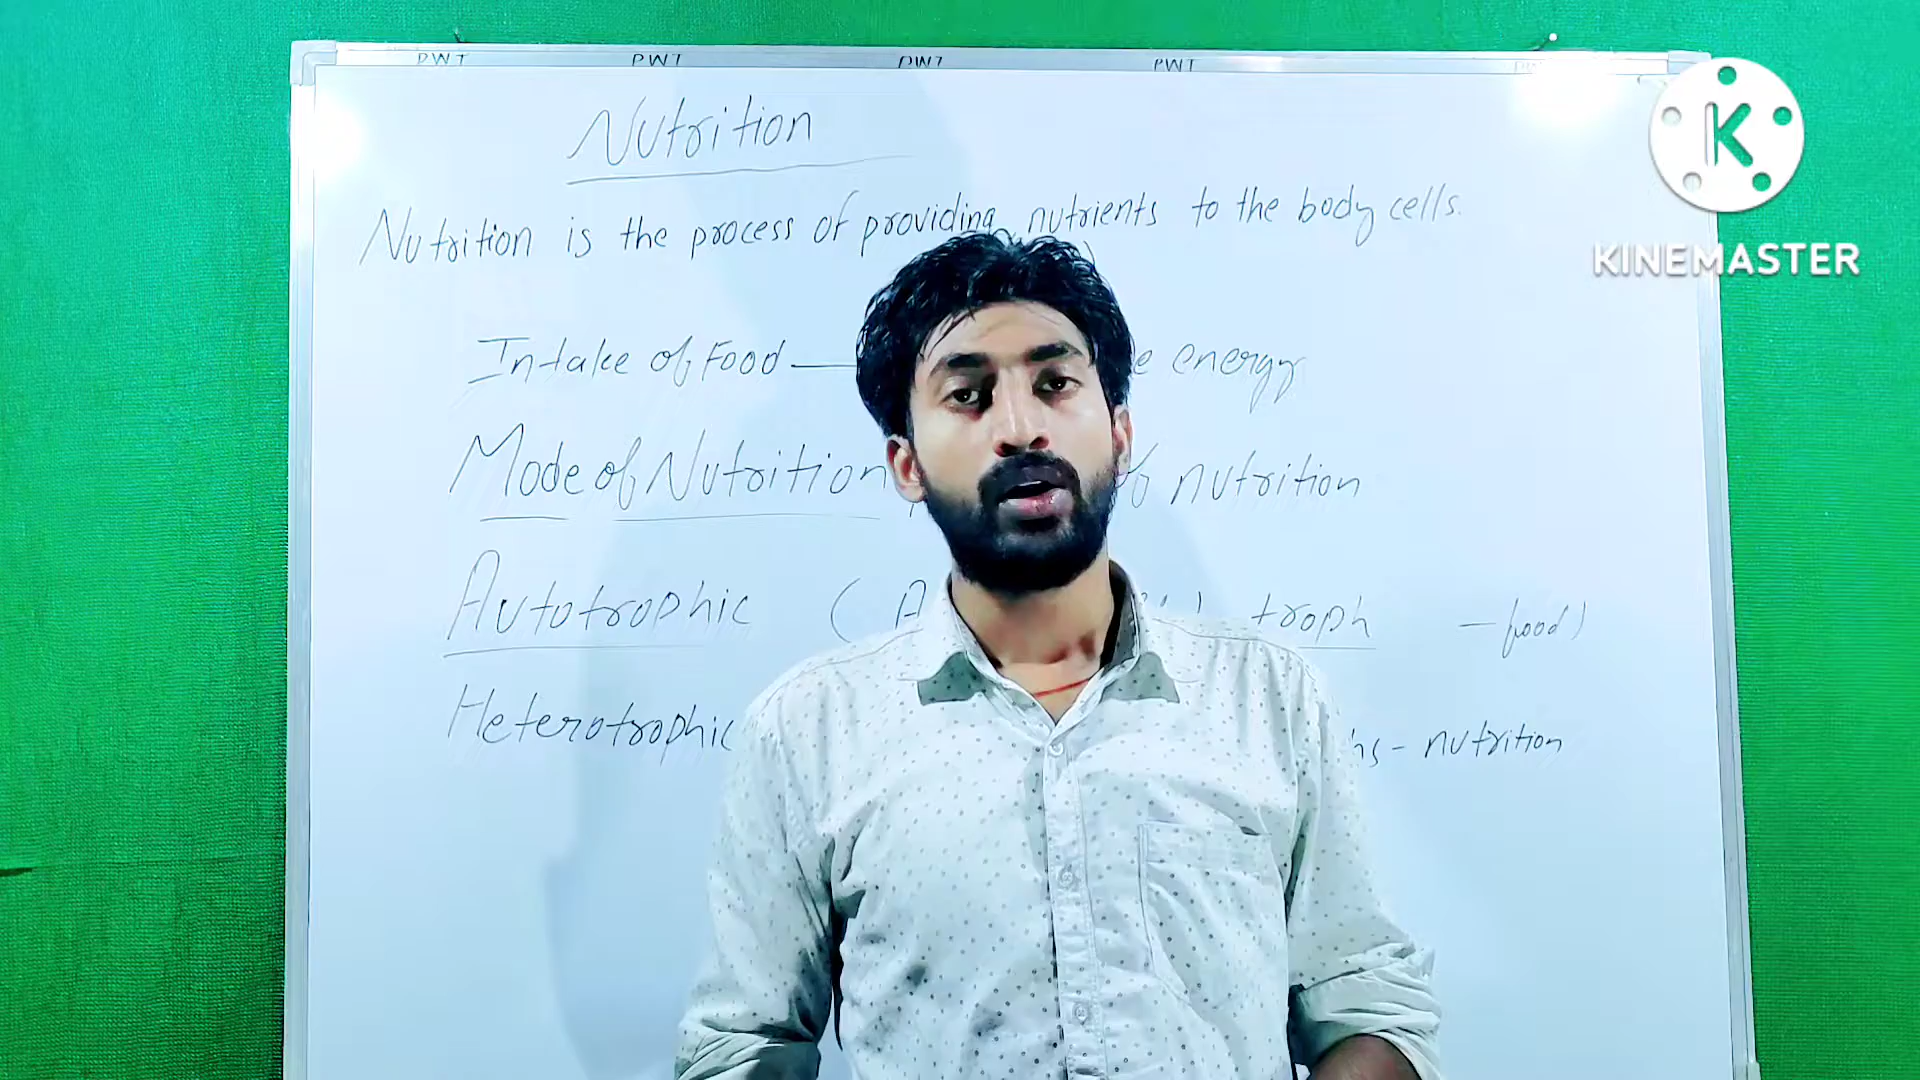 PWT PWT PWT PWT
Nutrition
KINEMASTER
Nutrition is the process of providing nutrients to the body cells.
Intake of Food — energy
Mode of Nutrition of nutrition
Autotrophic ( troph — food)
Heterotrophic - nutrition